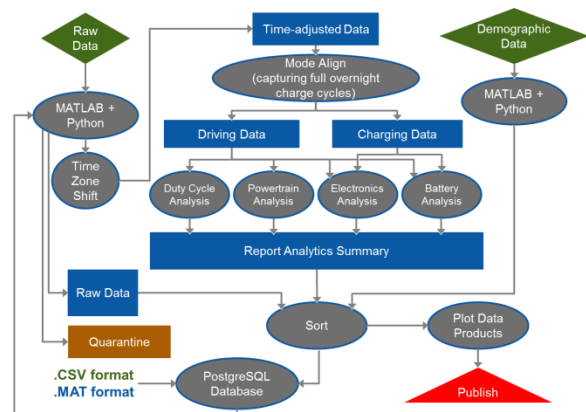 Raw
Data
Time-adjusted Data
Demographic
Data
Mode Align
(capturing full overnight
charge cycles)
MATLAB +
Python
MATLAB +
Python
Driving Data
Charging Data
Time
Zone
Shift
Duty Cycle
Analysis
Powertrain
Analysis
Electronics
Analysis
Battery
Analysis
Report Analytics Summary
Raw Data
Sort
Plot Data
Products
Quarantine
.CSV format
.MAT format
PostgreSQL
Database
Publish